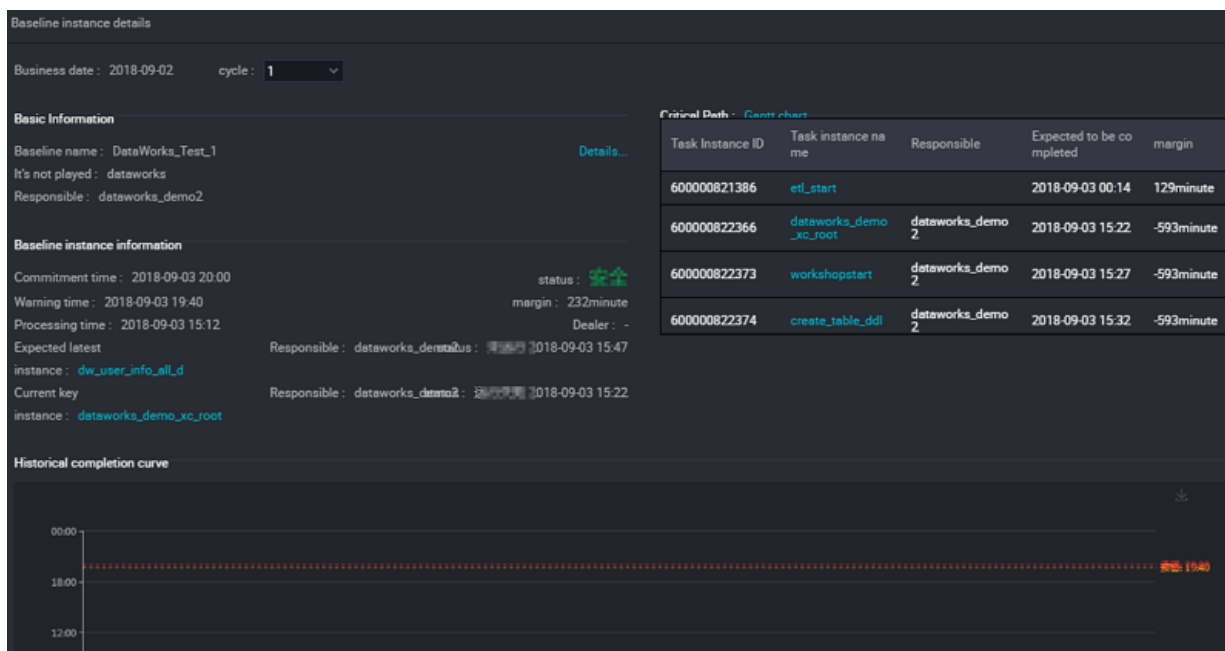 Baseline instance details
Business date : 2018-09-02 cycle : 1
Basic Information
Baseline name : DataWorks_Test_1 Details...
It's not played : dataworks
Responsible : dataworks_demo2
Baseline instance information
Commitment time : 2018-09-03 20:00 status : 安全
Warning time : 2018-09-03 19:40 margin : 232minute
Processing time : 2018-09-03 15:12 Dealer : -
Expected latest Responsible : 2018-09-03 15:47
instance : dw_user_info_all_d
Current key Responsible : 2018-09-03 15:22
instance : dataworks_demo_xc_root
Critical Path : Gantt chart
Task Instance ID Task instance na Responsible Expected to be co margin
me mpleted
600000821386 etl_start 2018-09-03 00:14 129minute
600000822366 dataworks_demo dataworks_demo 2018-09-03 15:22 -593minute
_xc_root 2
600000822373 workshopstart dataworks_demo 2018-09-03 15:27 -593minute
2
600000822374 create_table_ddl dataworks_demo 2018-09-03 15:32 -593minute
2
Historical completion curve
00:00
19:40
18:00
12:00